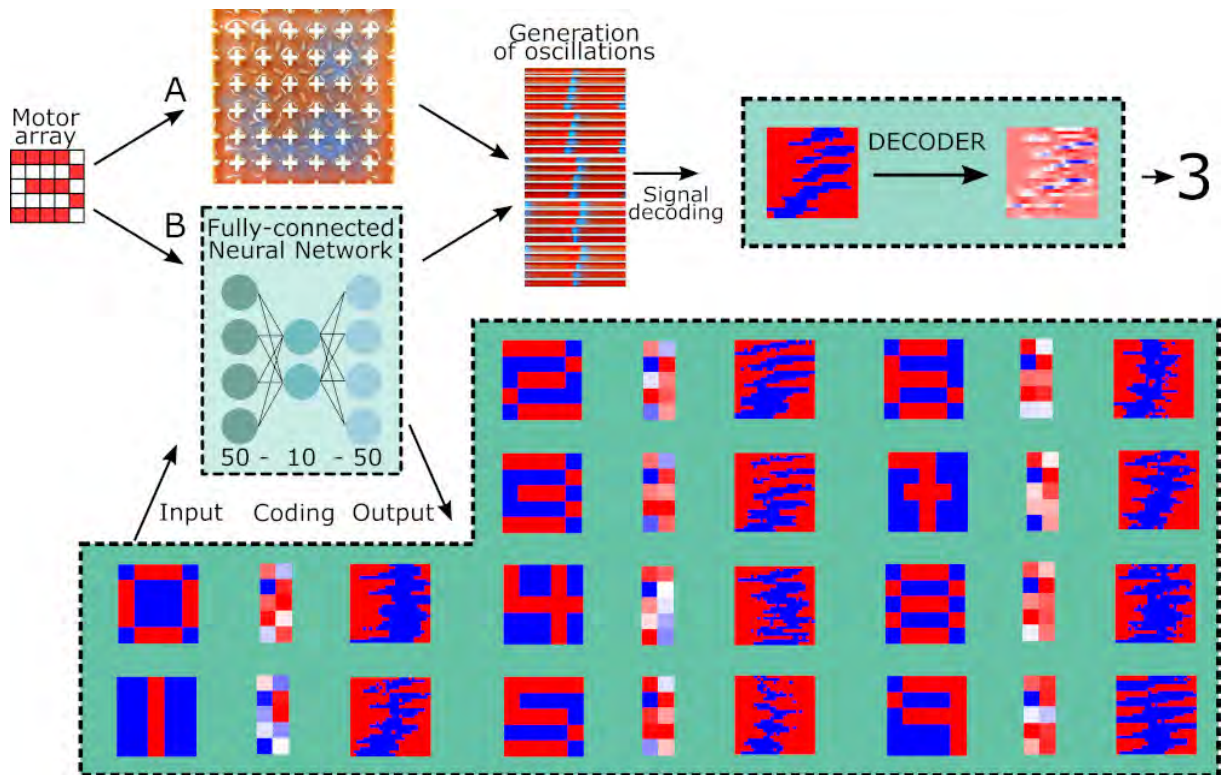 Motor
array
A
B
Generation
of oscillations
Fully-connected
Neural Network
50 - 10 - 50
Signal
decoding
DECODER
3
Input
Coding
Output